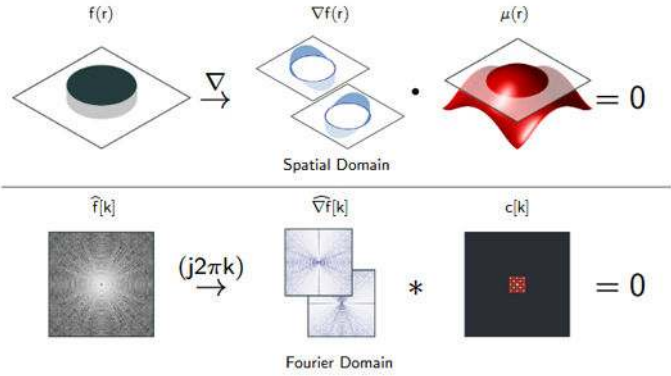 f(r) ∇f(r) μ(r)
∇
→ · = 0
Spatial Domain
f̂[k] ∇̂f[k] c[k]
(j2πk)
→ * = 0
Fourier Domain